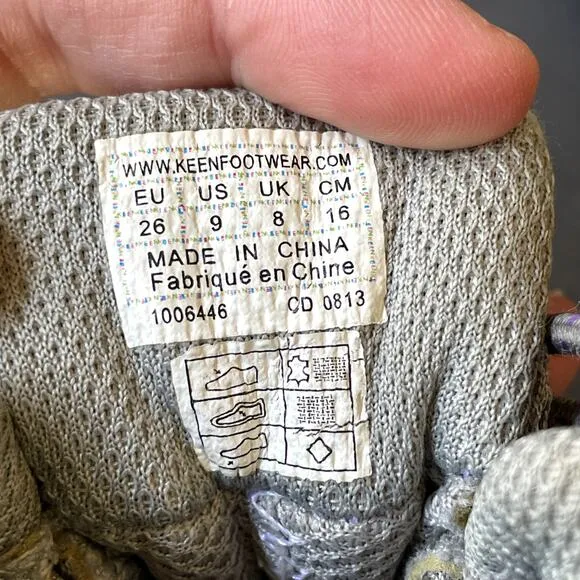 WWW.KEENFOOTWEAR.COM
EU US UK CM
26 9 8 16
MADE IN CHINA
Fabriqué en Chine
1006446 CD 0813